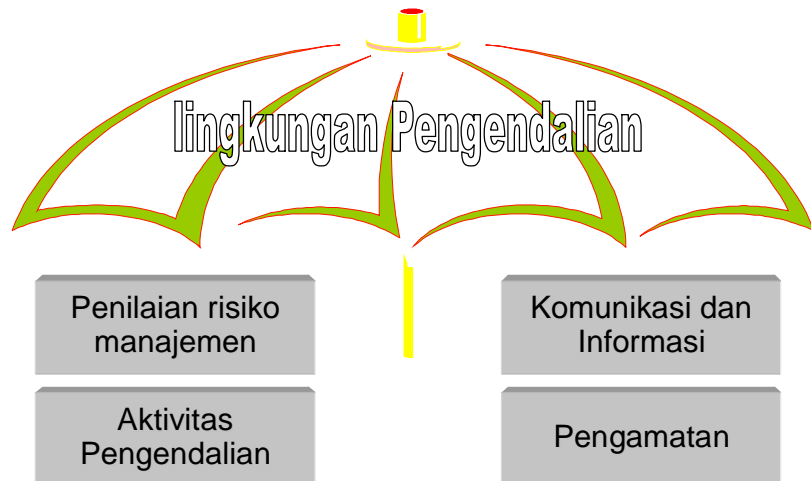 lingkungan Pengendalian
Penilaian risiko
manajemen
Komunikasi dan
Informasi
Aktivitas
Pengendalian
Pengamatan